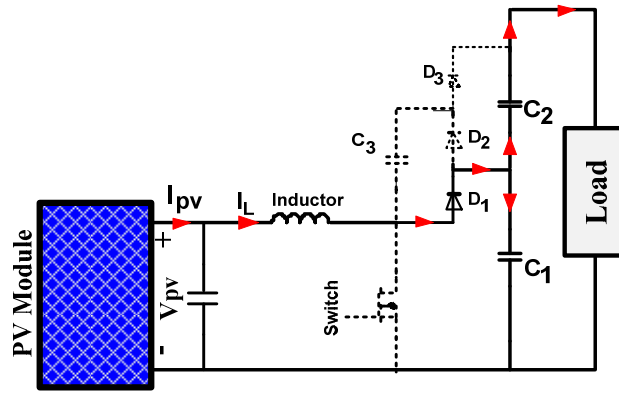 D3
C2
D2
C3
Ipv
IL
Inductor
D1
Load
+
Vpv
PV Module
C1
Switch
-